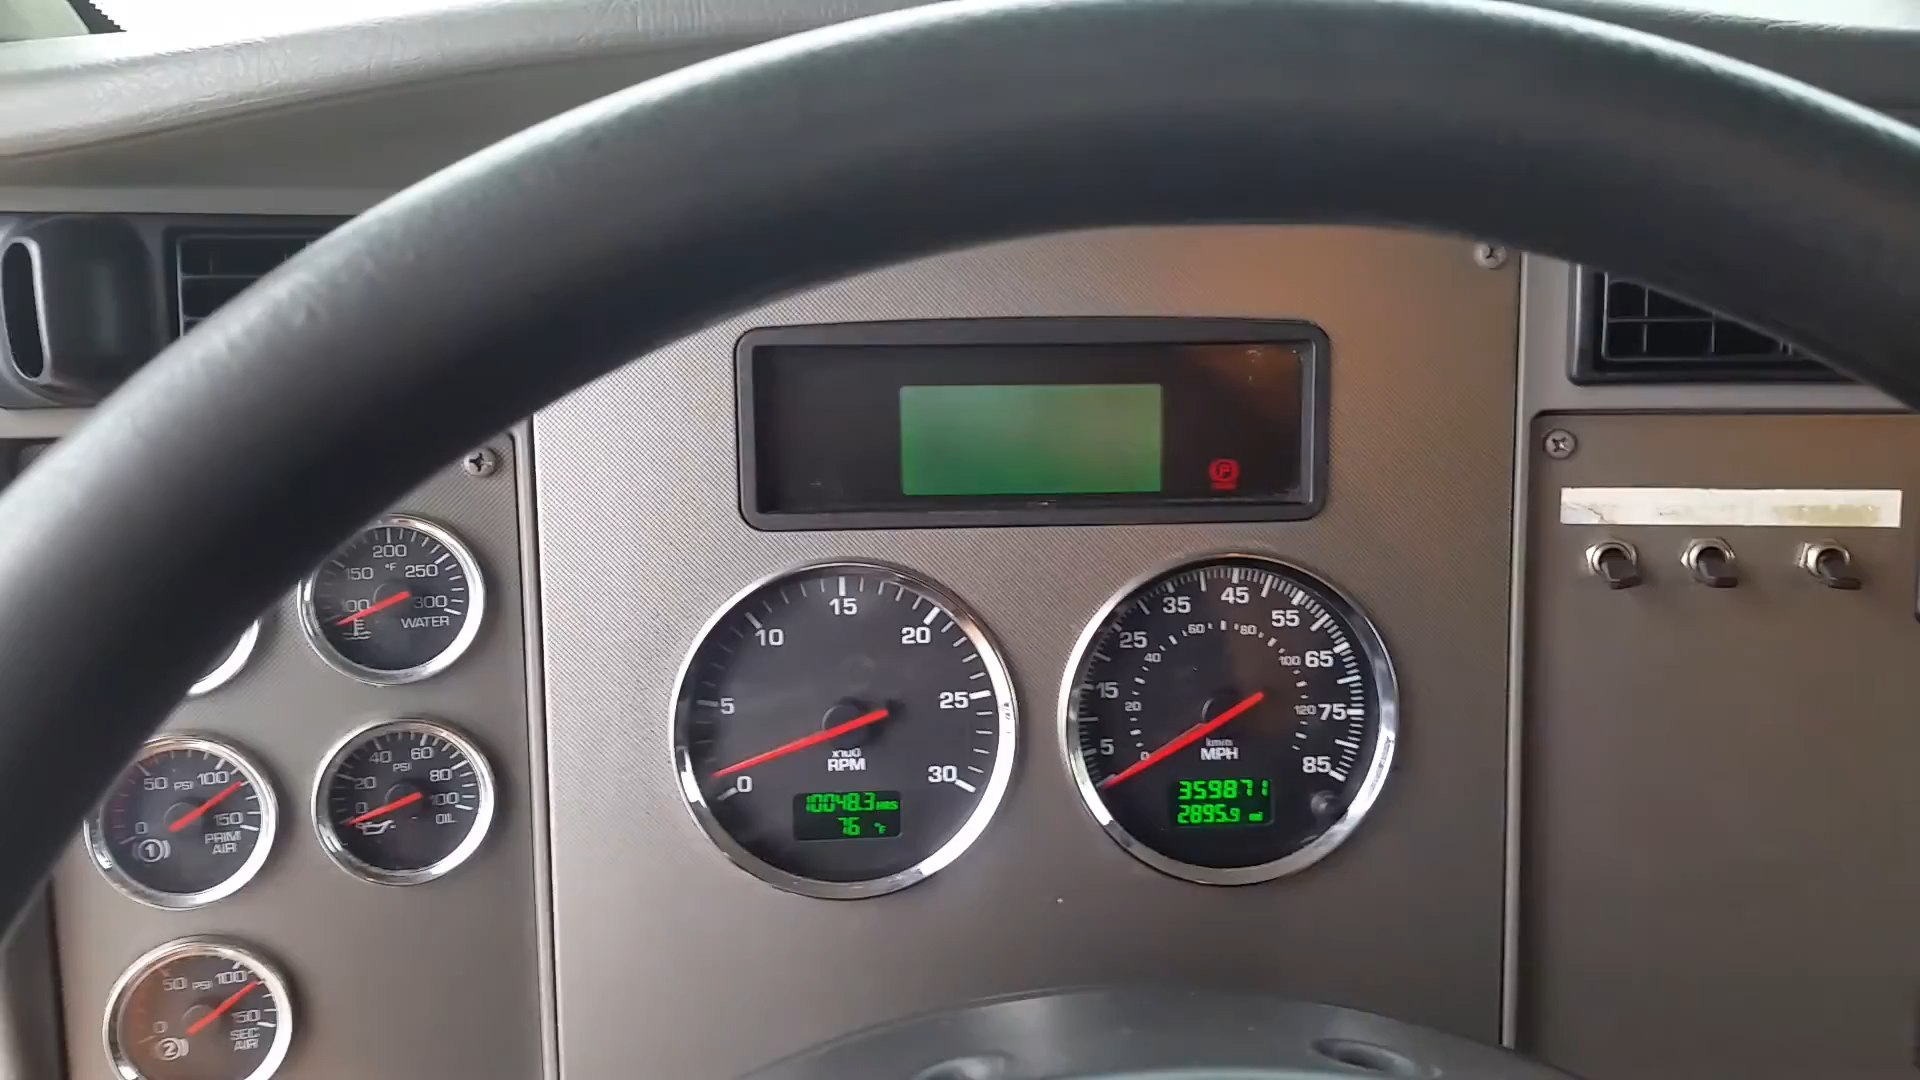 200
150 °F 250
100 300
WATER
40 60
PSI
20 80
0 100
OIL
50 PSI 100
0 150
PRIM
AIR
1
50 PSI 100
0 150
SEC
AIR
2
15
10 20
5 25
x100
RPM
0 30
10048.3 HRS
76 °F
45
35 55
25 65
15 75
5 85
60 80
40 100
20 120
0
km/h
MPH
359871
2895.9 mi
P